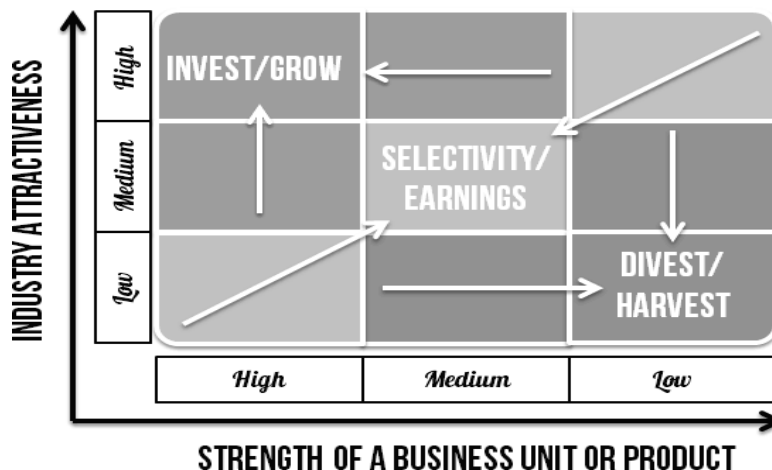 INDUSTRY ATTRACTIVENESS
High
Medium
Low
INVEST/GROW
SELECTIVITY/
EARNINGS
DIVEST/
HARVEST
High
Medium
Low
STRENGTH OF A BUSINESS UNIT OR PRODUCT